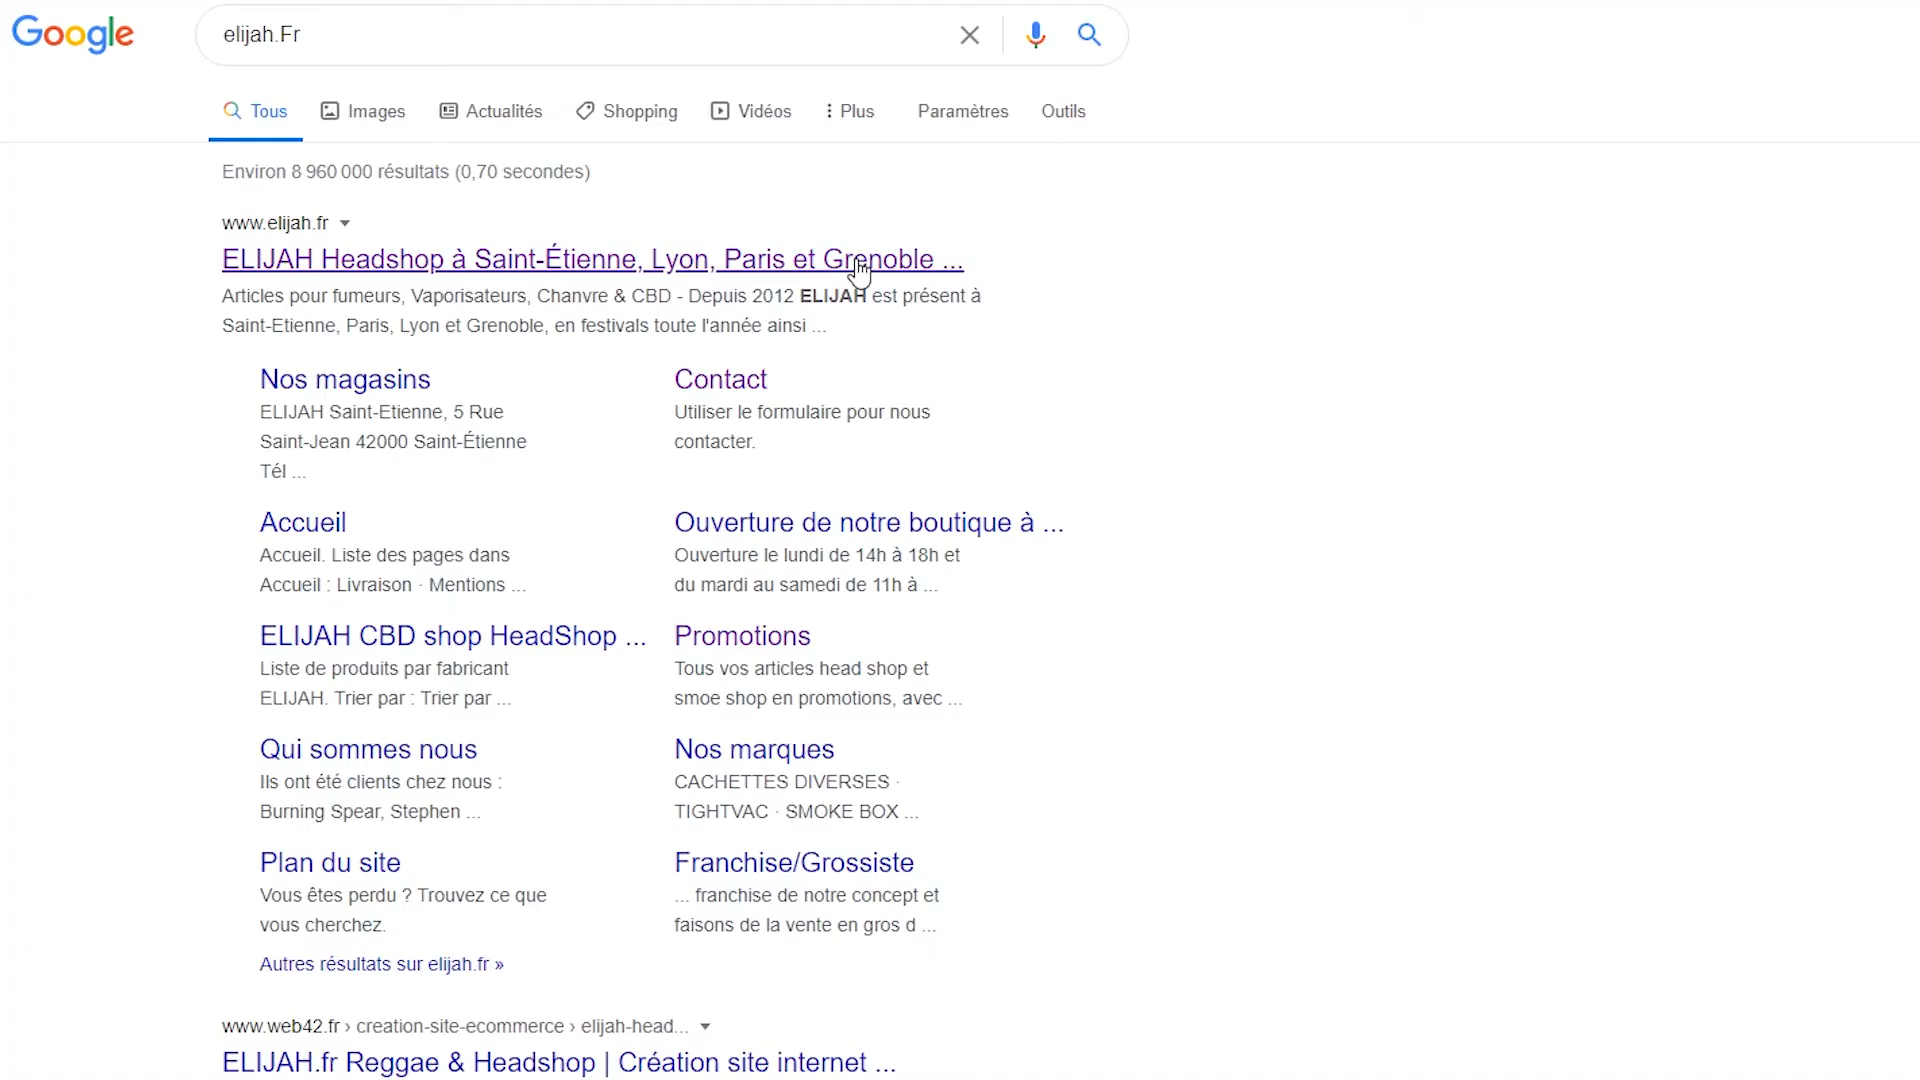 Google
elijah.Fr
Tous Images Actualités Shopping Vidéos Plus Paramètres Outils
Environ 8 960 000 résultats (0,70 secondes)
www.elijah.fr
ELIJAH Headshop à Saint-Étienne, Lyon, Paris et Grenoble ...
Articles pour fumeurs, Vaporisateurs, Chanvre & CBD - Depuis 2012 ELIJAH est présent à
Saint-Etienne, Paris, Lyon et Grenoble, en festivals toute l'année ainsi ...
Nos magasins
ELIJAH Saint-Etienne, 5 Rue
Saint-Jean 42000 Saint-Étienne
Tél ...
Contact
Utiliser le formulaire pour nous
contacter.
Accueil
Accueil. Liste des pages dans
Accueil : Livraison · Mentions ...
Ouverture de notre boutique à ...
Ouverture le lundi de 14h à 18h et
du mardi au samedi de 11h à ...
ELIJAH CBD shop HeadShop ...
Liste de produits par fabricant
ELIJAH. Trier par : Trier par ...
Promotions
Tous vos articles head shop et
smoe shop en promotions, avec ...
Qui sommes nous
Ils ont été clients chez nous :
Burning Spear, Stephen ...
Nos marques
CACHETTES DIVERSES ·
TIGHTVAC · SMOKE BOX ...
Plan du site
Vous êtes perdu ? Trouvez ce que
vous cherchez.
Franchise/Grossiste
... franchise de notre concept et
faisons de la vente en gros d ...
Autres résultats sur elijah.fr »
www.web42.fr › creation-site-ecommerce › elijah-head...
ELIJAH.fr Reggae & Headshop | Création site internet ...